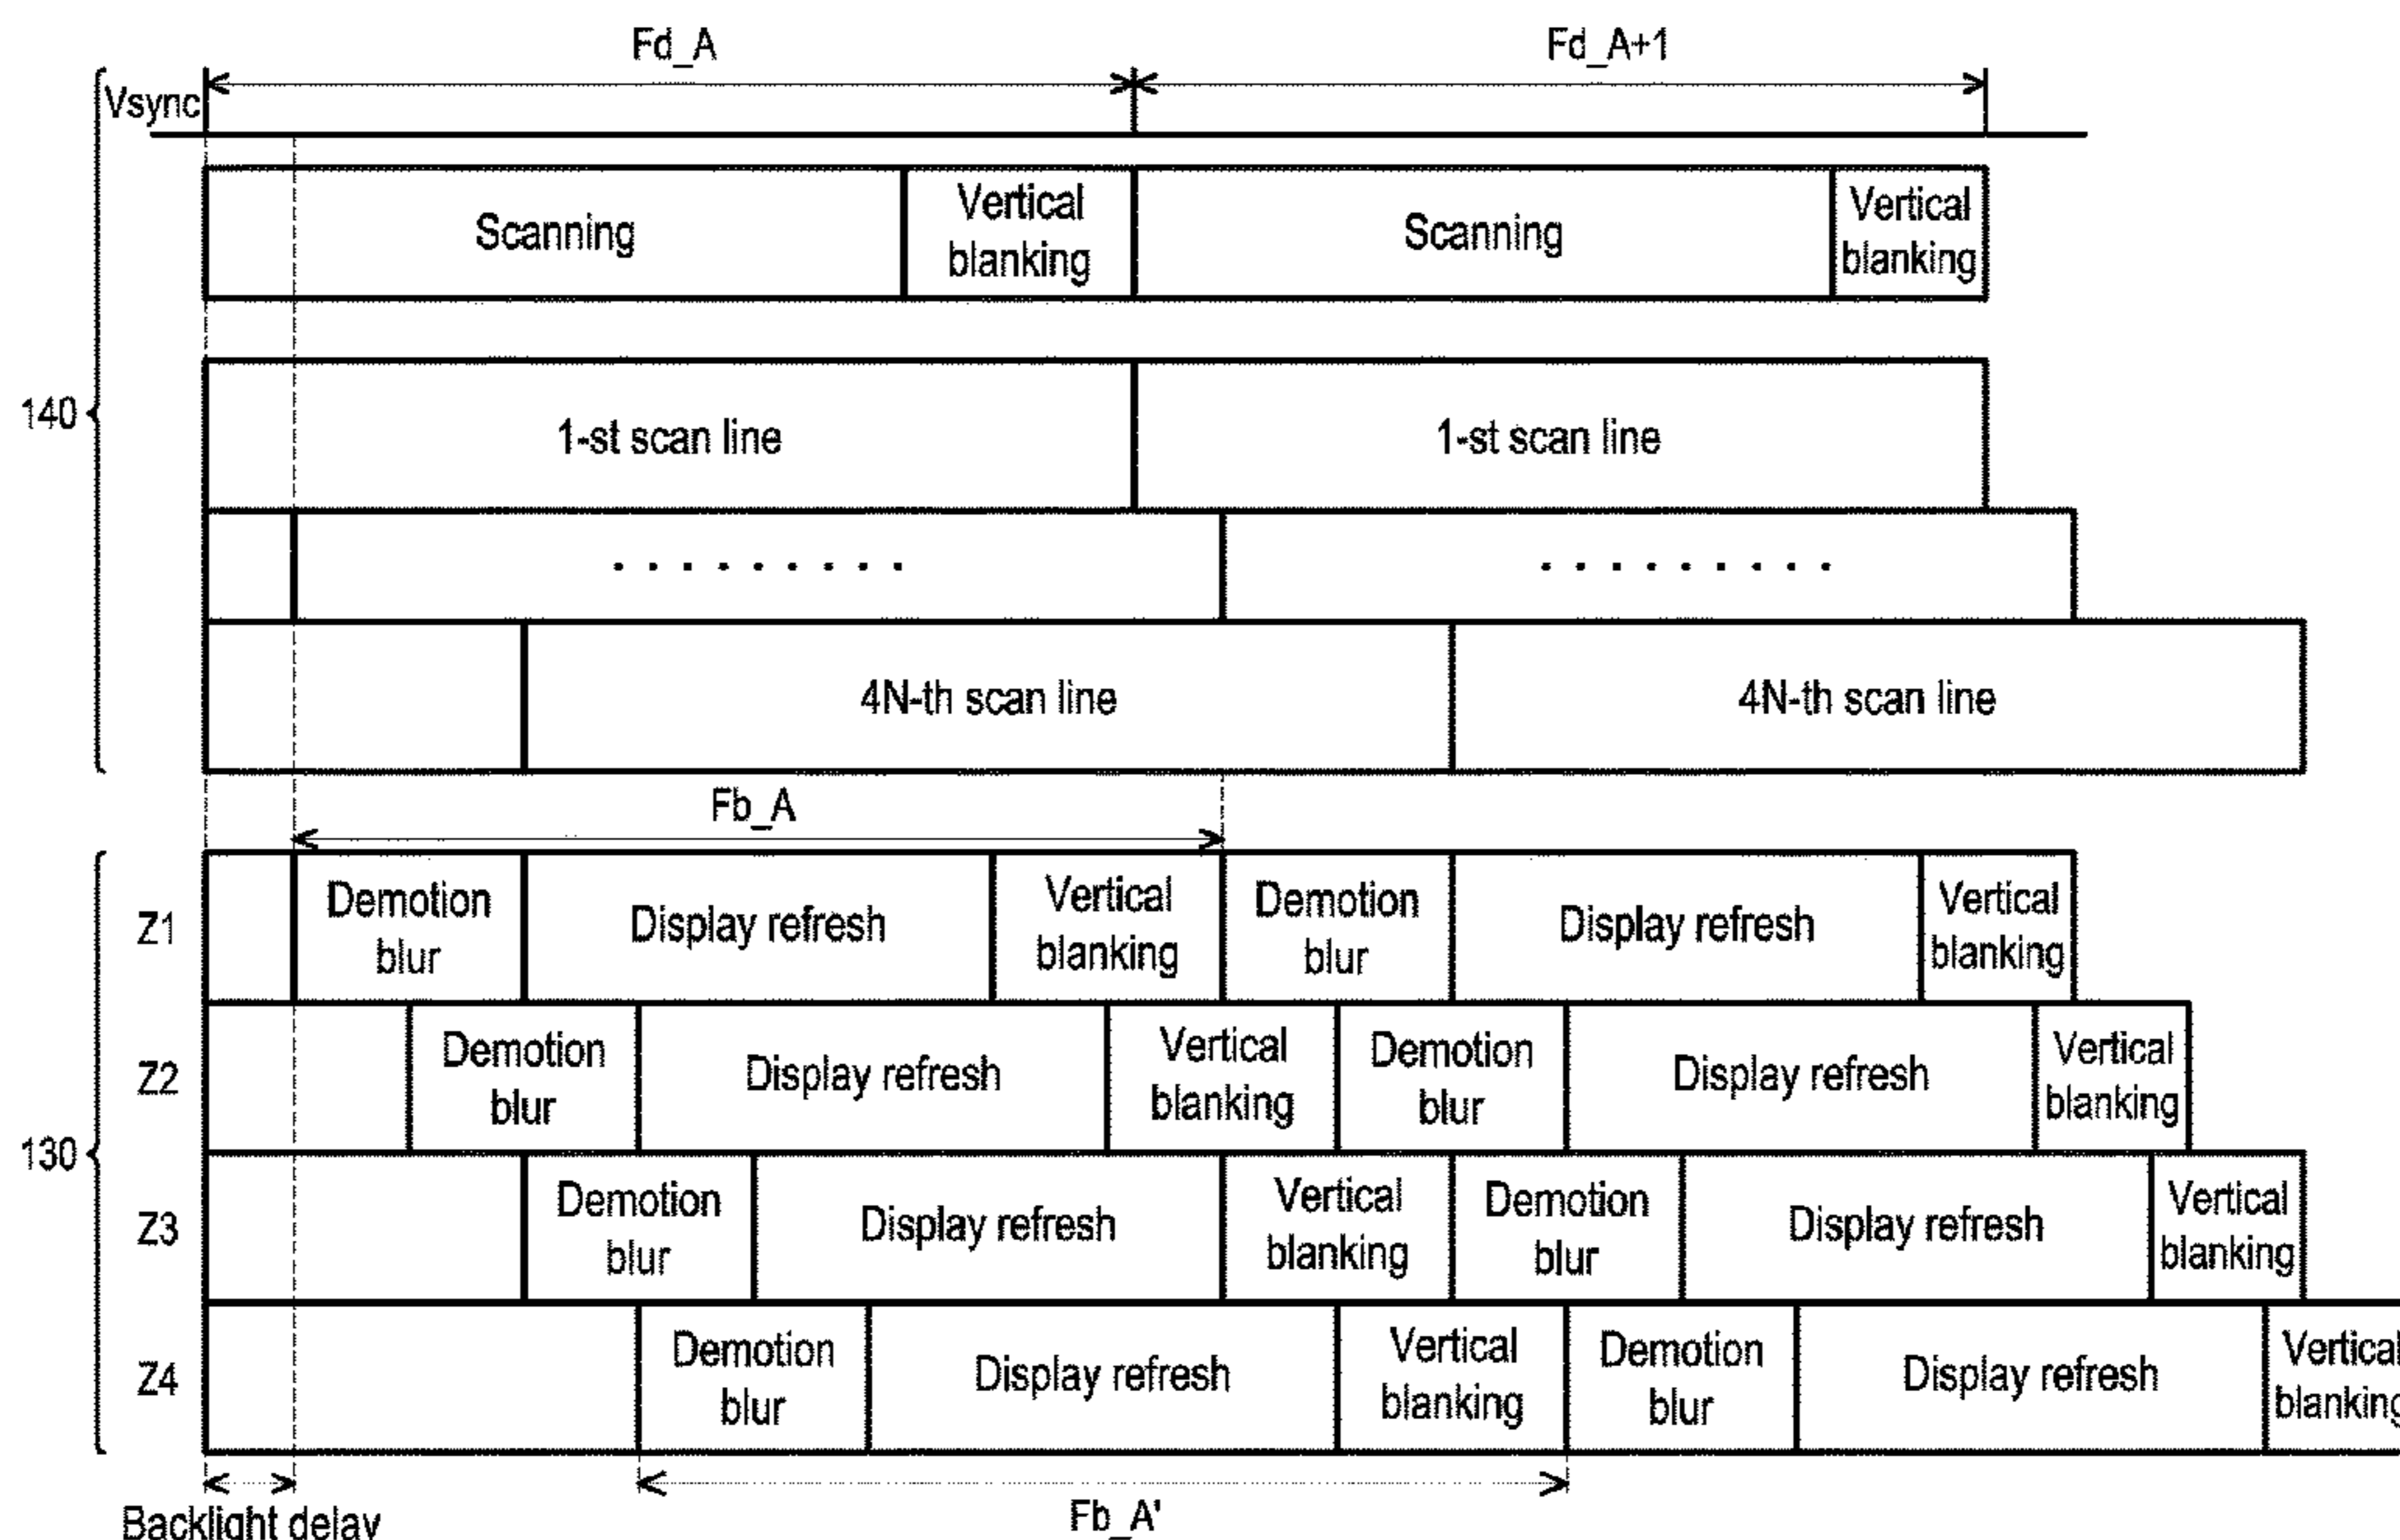 Fd_A
Fd_A+1
Vsync
Scanning
Vertical
blanking
Scanning
Vertical
blanking
140
1-st scan line
1-st scan line
. . . . . . . . .
. . . . . . . . .
4N-th scan line
4N-th scan line
Fb_A
Z1
Demotion
blur
Display refresh
Vertical
blanking
Demotion
blur
Display refresh
Vertical
blanking
Z2
Demotion
blur
Display refresh
Vertical
blanking
Demotion
blur
Display refresh
Vertical
blanking
130
Z3
Demotion
blur
Display refresh
Vertical
blanking
Demotion
blur
Display refresh
Vertical
blanking
Z4
Demotion
blur
Display refresh
Vertical
blanking
Demotion
blur
Display refresh
Vertical
blanking
Backlight delay
Fb_A'